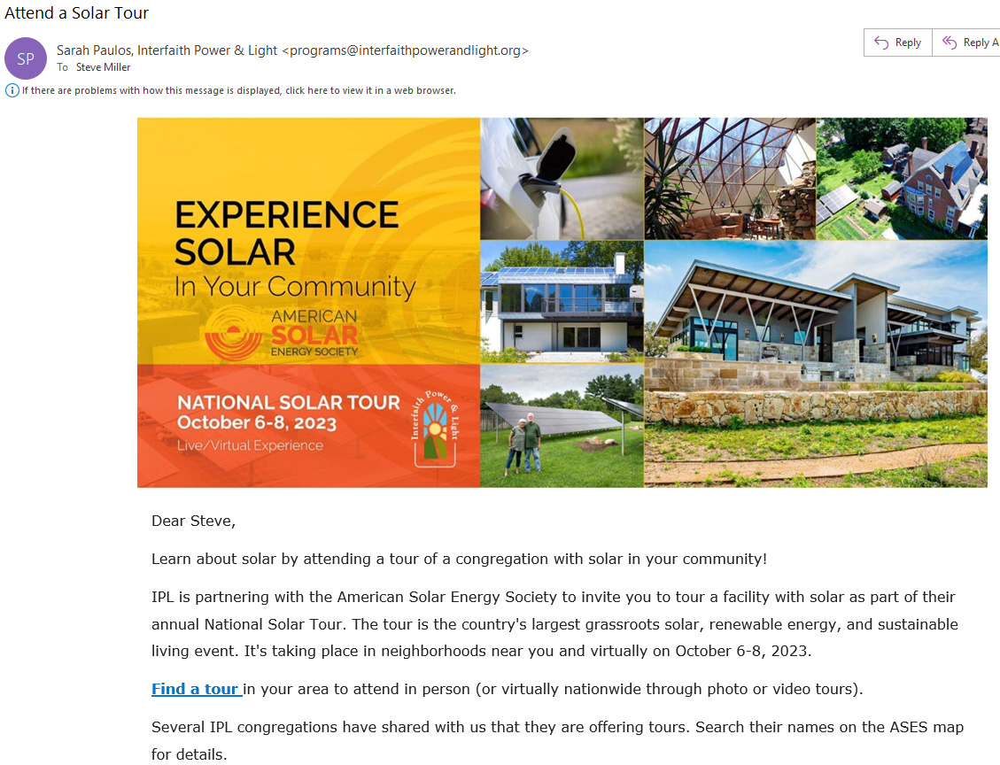 Attend a Solar Tour
SP
Sarah Paulos, Interfaith Power & Light <programs@interfaithpowerandlight.org>
To Steve Miller
Reply
Reply A
If there are problems with how this message is displayed, click here to view it in a web browser.
EXPERIENCE
SOLAR
In Your Community
AMERICAN
SOLAR
ENERGY SOCIETY
NATIONAL SOLAR TOUR
October 6-8, 2023
Live/Virtual Experience
Interfaith Power & Light
Dear Steve,
Learn about solar by attending a tour of a congregation with solar in your community!
IPL is partnering with the American Solar Energy Society to invite you to tour a facility with solar as part of their
annual National Solar Tour. The tour is the country's largest grassroots solar, renewable energy, and sustainable
living event. It's taking place in neighborhoods near you and virtually on October 6-8, 2023.
Find a tour in your area to attend in person (or virtually nationwide through photo or video tours).
Several IPL congregations have shared with us that they are offering tours. Search their names on the ASES map
for details.